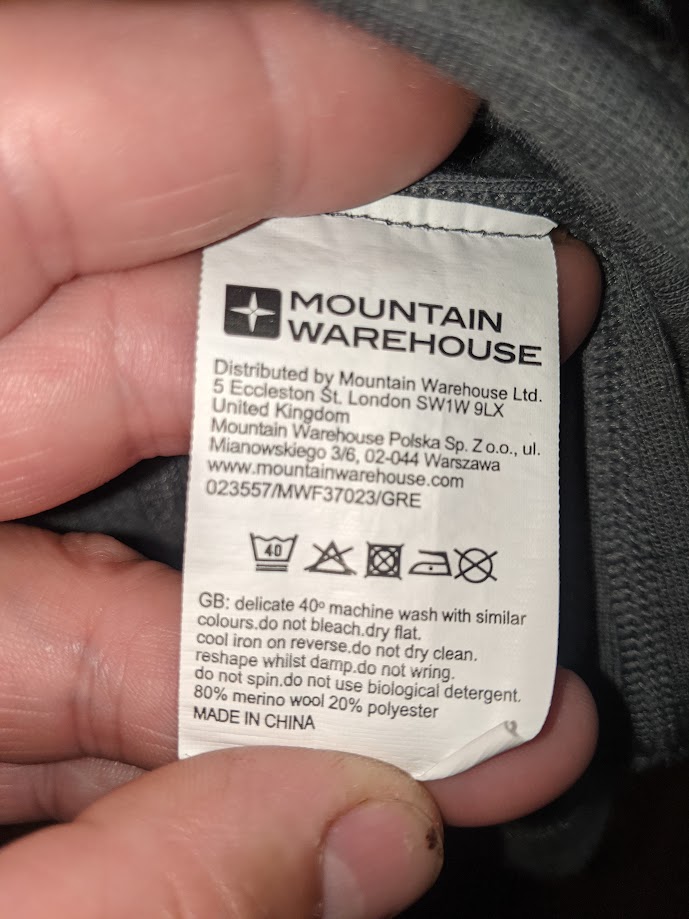 MOUNTAIN
WAREHOUSE
Distributed by Mountain Warehouse Ltd.
5 Eccleston St. London SW1W 9LX
United Kingdom
Mountain Warehouse Polska Sp. Z o.o., ul.
Mianowskiego 3/6, 02-044 Warszawa
www.mountainwarehouse.com
023557/MWF37023/GRE
40
GB: delicate 40º machine wash with similar
colours.do not bleach.dry flat.
cool iron on reverse.do not dry clean.
reshape whilst damp.do not wring.
do not spin.do not use biological detergent.
80% merino wool 20% polyester
MADE IN CHINA